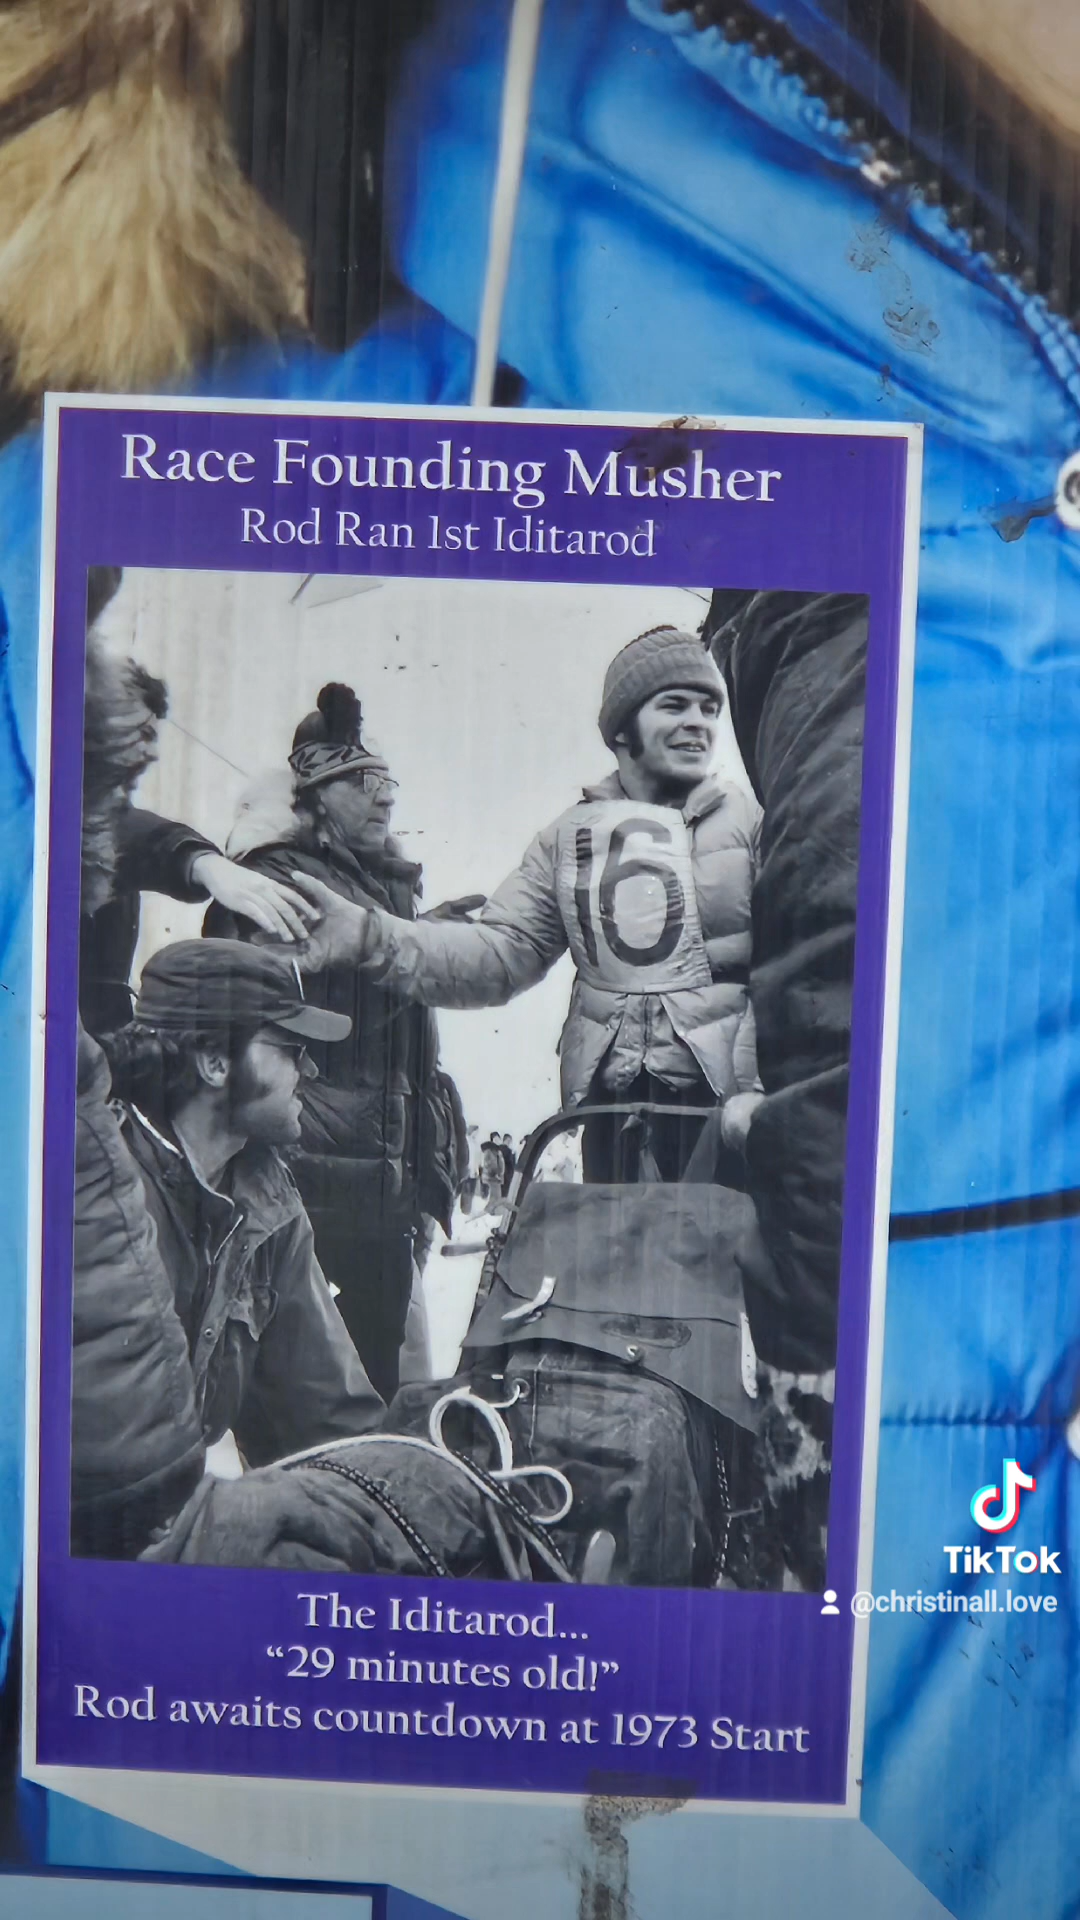 Race Founding Musher
Rod Ran 1st Iditarod
16
The Iditarod...
“29 minutes old!”
Rod awaits countdown at 1973 Start
TikTok
@christinall.love